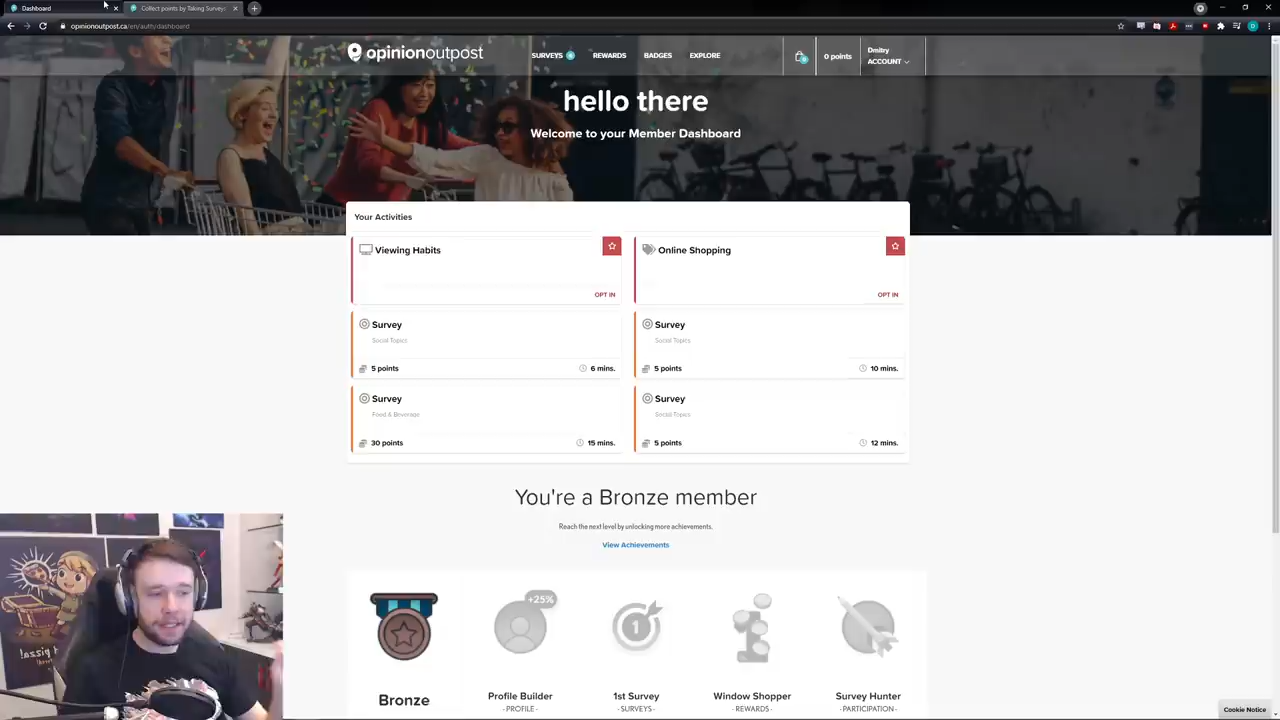 Dashboard
Collect points by Taking Surveys
opinionoutpost.ca/en/auth/dashboard
opinionoutpost
SURVEYS
REWARDS
BADGES
EXPLORE
0 points
Dmitry
ACCOUNT
hello there
Welcome to your Member Dashboard
Your Activities
Viewing Habits
OPT IN
Online Shopping
OPT IN
Survey
Social Topics
5 points
6 mins.
Survey
Social Topics
5 points
10 mins.
Survey
Food & Beverage
30 points
15 mins.
Survey
Social Topics
5 points
12 mins.
You're a Bronze member
Reach the next level by unlocking more achievements.
View Achievements
Bronze
+25%
Profile Builder
- PROFILE -
1
1st Survey
- SURVEYS -
Window Shopper
- REWARDS -
Survey Hunter
- PARTICIPATION -
Cookie Notice